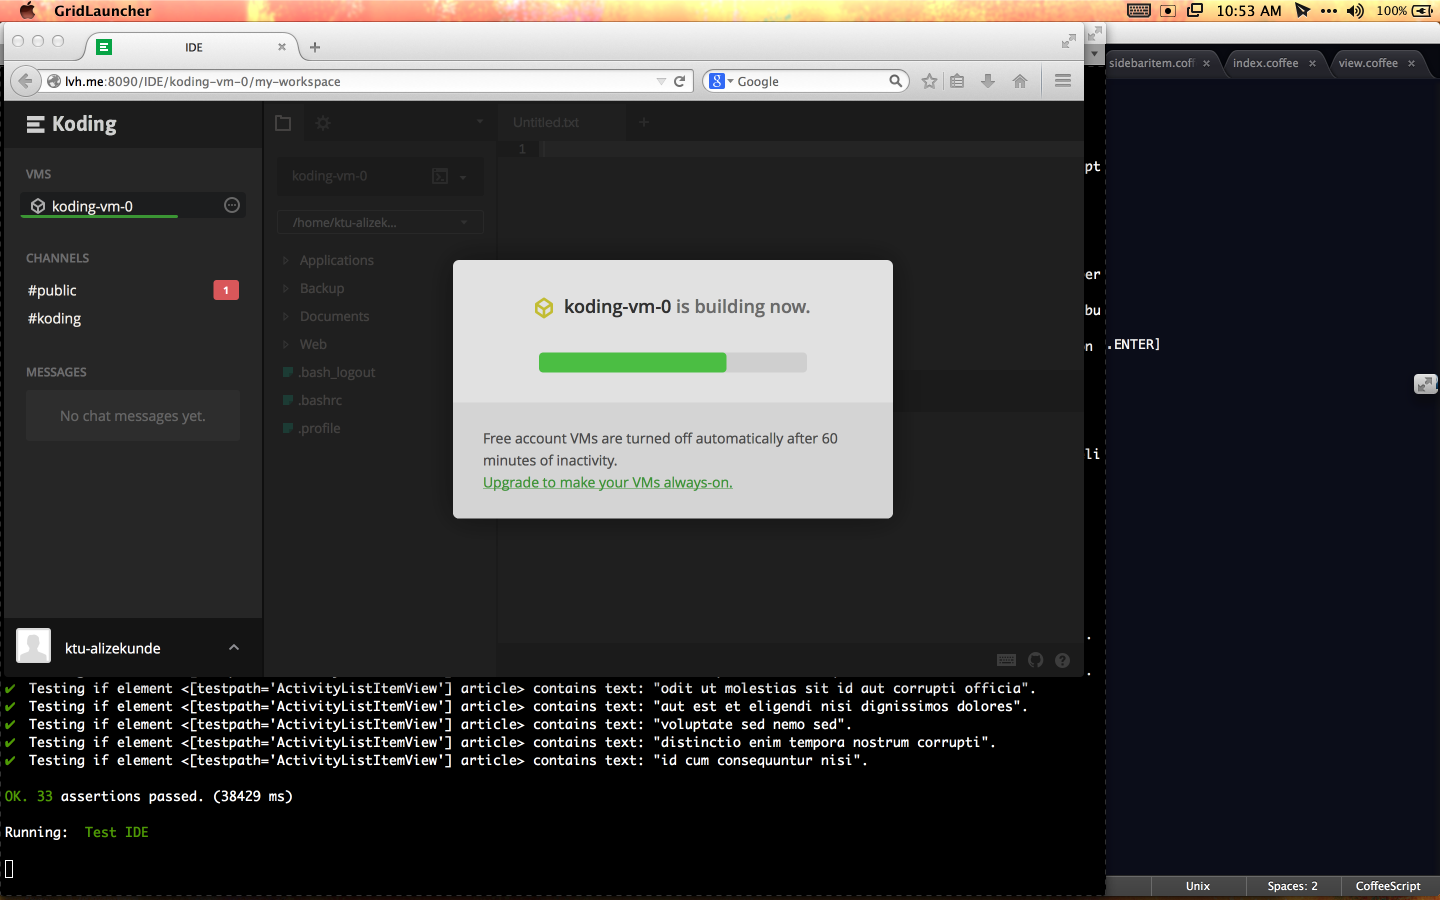 GridLauncher
10:53 AM
100%
IDE
lvh.me:8090/IDE/koding-vm-0/my-workspace
Google
sidebaritem.coff
index.coffee
view.coffee
Koding
Untitled.txt
1
VMS
koding-vm-0
koding-vm-0
/home/ktu-alizek...
CHANNELS
#public
1
#koding
Applications
Backup
Documents
Web
.bash_logout
.bashrc
.profile
MESSAGES
No chat messages yet.
koding-vm-0 is building now.
Free account VMs are turned off automatically after 60
minutes of inactivity.
Upgrade to make your VMs always-on.
pt
er
bu
n .ENTER]
li
ktu-alizekunde
✔ Testing if element <[testpath='ActivityListItemView'] article> contains text: "odit ut molestias sit id aut corrupti officia".
✔ Testing if element <[testpath='ActivityListItemView'] article> contains text: "aut est et eligendi nisi dignissimos dolores".
✔ Testing if element <[testpath='ActivityListItemView'] article> contains text: "voluptate sed nemo sed".
✔ Testing if element <[testpath='ActivityListItemView'] article> contains text: "distinctio enim tempora nostrum corrupti".
✔ Testing if element <[testpath='ActivityListItemView'] article> contains text: "id cum consequuntur nisi".
OK. 33 assertions passed. (38429 ms)
Running: Test IDE
Unix
Spaces: 2
CoffeeScript